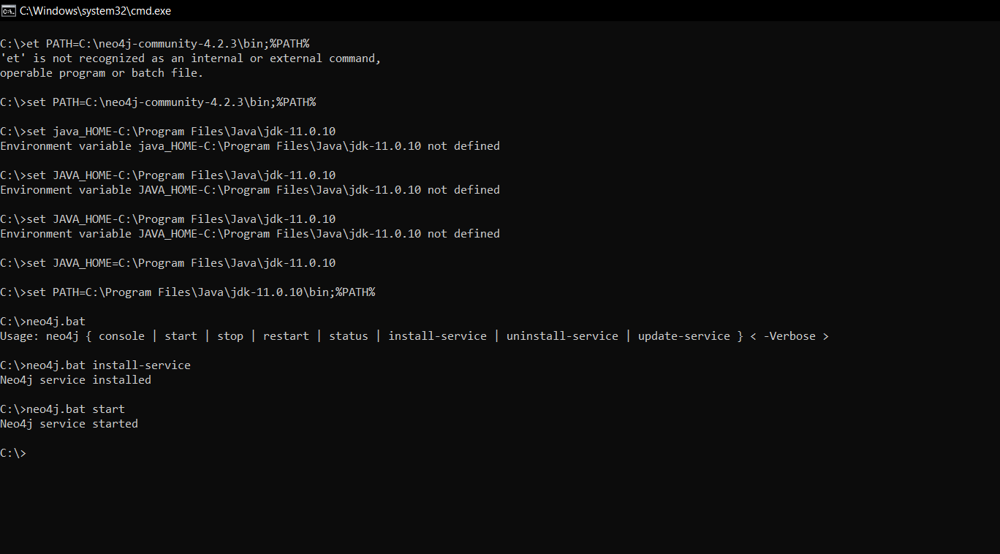 C:\Windows\system32\cmd.exe
C:\>et PATH=C:\neo4j-community-4.2.3\bin;%PATH%
'et' is not recognized as an internal or external command,
operable program or batch file.
C:\>set PATH=C:\neo4j-community-4.2.3\bin;%PATH%
C:\>set java_HOME-C:\Program Files\Java\jdk-11.0.10
Environment variable java_HOME-C:\Program Files\Java\jdk-11.0.10 not defined
C:\>set JAVA_HOME-C:\Program Files\Java\jdk-11.0.10
Environment variable JAVA_HOME-C:\Program Files\Java\jdk-11.0.10 not defined
C:\>set JAVA_HOME-C:\Program Files\Java\jdk-11.0.10
Environment variable JAVA_HOME-C:\Program Files\Java\jdk-11.0.10 not defined
C:\>set JAVA_HOME=C:\Program Files\Java\jdk-11.0.10
C:\>set PATH=C:\Program Files\Java\jdk-11.0.10\bin;%PATH%
C:\>neo4j.bat
Usage: neo4j { console | start | stop | restart | status | install-service | uninstall-service | update-service } < -Verbose >
C:\>neo4j.bat install-service
Neo4j service installed
C:\>neo4j.bat start
Neo4j service started
C:\>